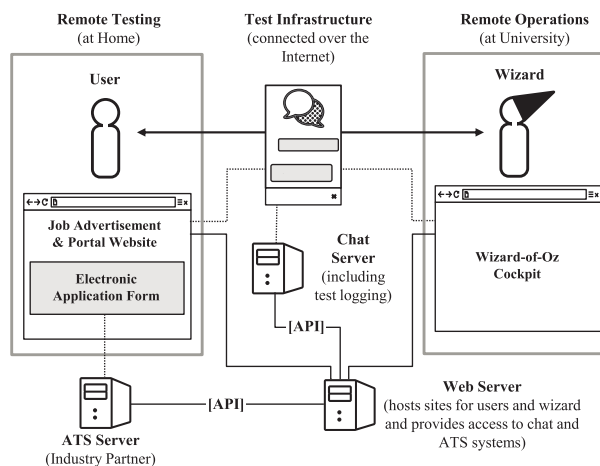 Remote Testing
(at Home)
Test Infrastructure
(connected over the
Internet)
Remote Operations
(at University)
User
Wizard
Job Advertisement
& Portal Website
Electronic
Application Form
Chat
Server
(including
test logging)
Wizard-of-Oz
Cockpit
[API]
[API]
ATS Server
(Industry Partner)
Web Server
(hosts sites for users and wizard
and provides access to chat and
ATS systems)